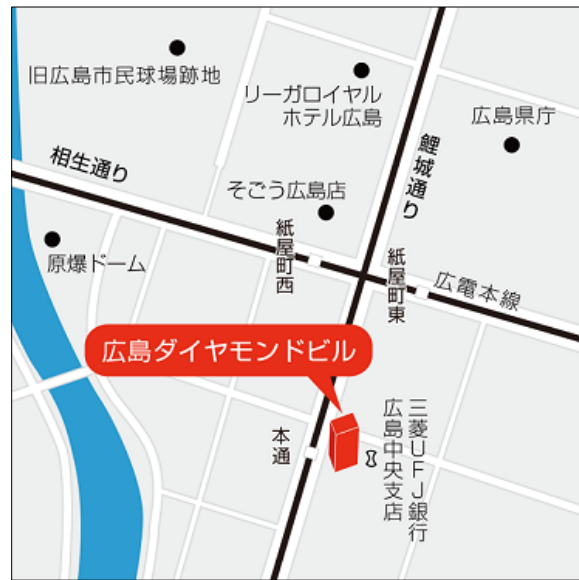 旧広島市民球場跡地
リーガロイヤル
ホテル広島
広島県庁
相生通り
鯉城通り
そごう広島店
紙屋町西
紙屋町東
原爆ドーム
広電本線
広島ダイヤモンドビル
本通
三菱UFJ銀行
広島中央支店